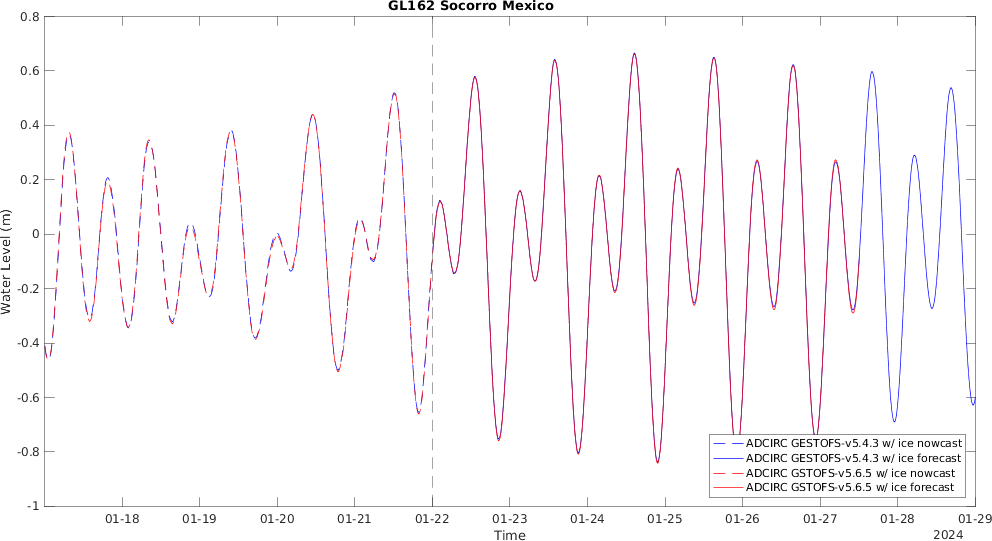 GL162 Socorro Mexico
0.8
0.6
0.4
0.2
0
-0.2
-0.4
-0.6
-0.8
-1
Water Level (m)
ADCIRC GESTOFS-v5.4.3 w/ ice nowcast
ADCIRC GESTOFS-v5.4.3 w/ ice forecast
ADCIRC GSTOFS-v5.6.5 w/ ice nowcast
ADCIRC GSTOFS-v5.6.5 w/ ice forecast
01-18 01-19 01-20 01-21 01-22 01-23 01-24 01-25 01-26 01-27 01-28 01-29
Time
2024